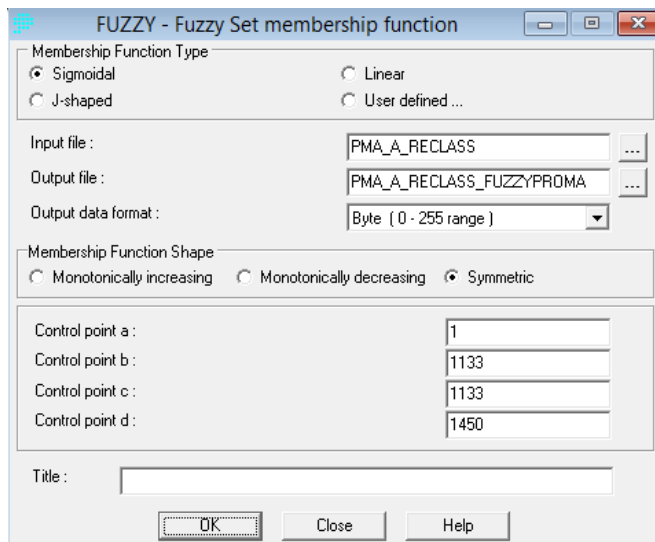 FUZZY - Fuzzy Set membership function
Membership Function Type
Sigmoidal
Linear
J-shaped
User defined ...
Input file :
PMA_A_RECLASS
...
Output file :
PMA_A_RECLASS_FUZZYPROMA
...
Output data format :
Byte ( 0 - 255 range )
Membership Function Shape
Monotonically increasing
Monotonically decreasing
Symmetric
Control point a :
1
Control point b :
1133
Control point c :
1133
Control point d :
1450
Title :
OK
Close
Help